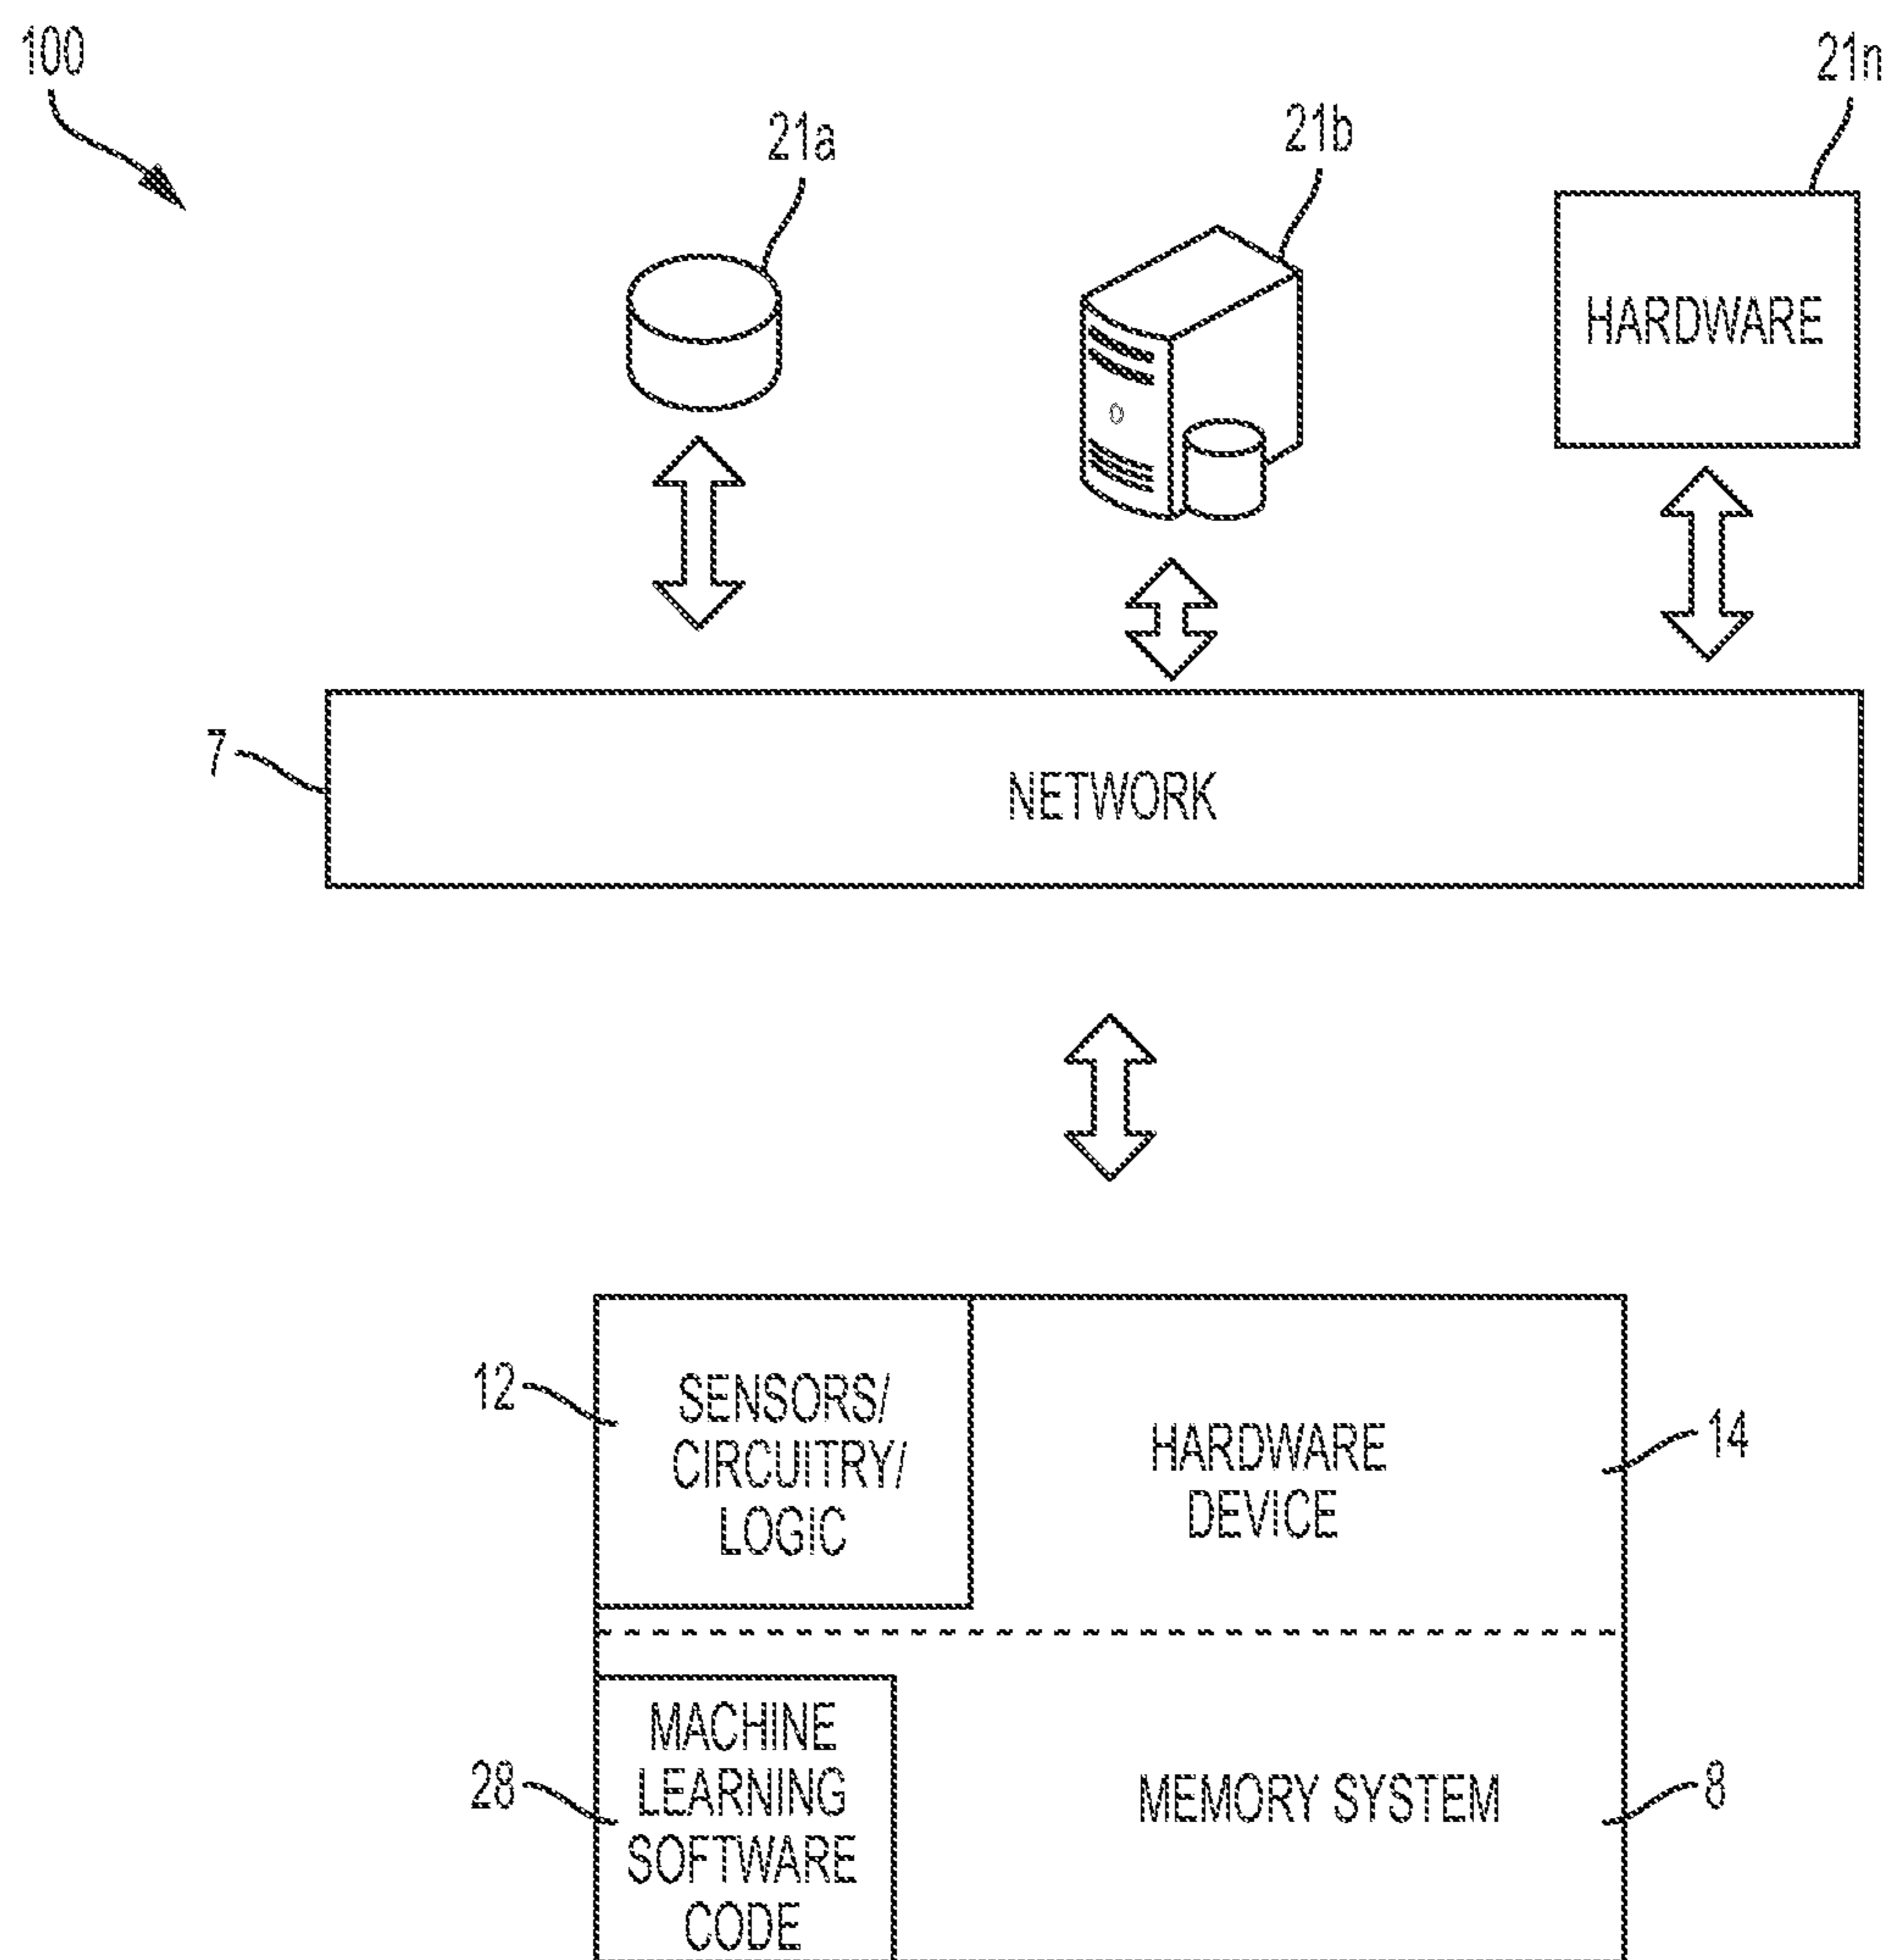 100
21a
21b
21n
HARDWARE
7
NETWORK
12
SENSORS/
CIRCUITRY/
LOGIC
HARDWARE
DEVICE
14
28
MACHINE
LEARNING
SOFTWARE
CODE
MEMORY SYSTEM
8